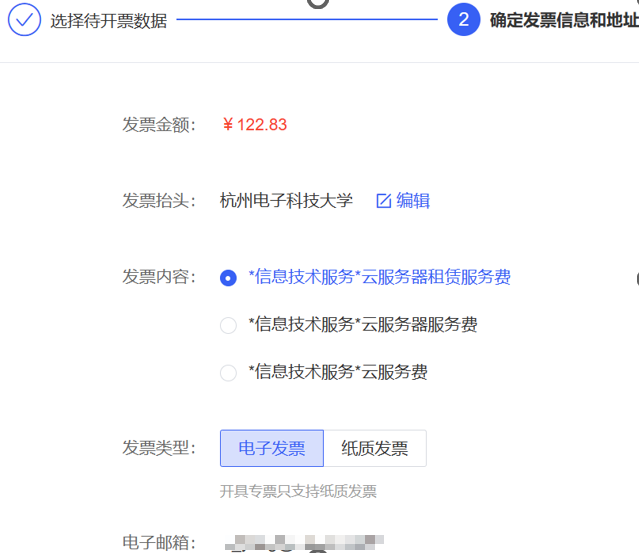 选择待开票数据
2 确定发票信息和地址
发票金额： ￥122.83
发票抬头： 杭州电子科技大学 编辑
发票内容： *信息技术服务*云服务器租赁服务费
*信息技术服务*云服务器服务费
*信息技术服务*云服务费
发票类型： 电子发票 纸质发票
开具专票只支持纸质发票
电子邮箱：